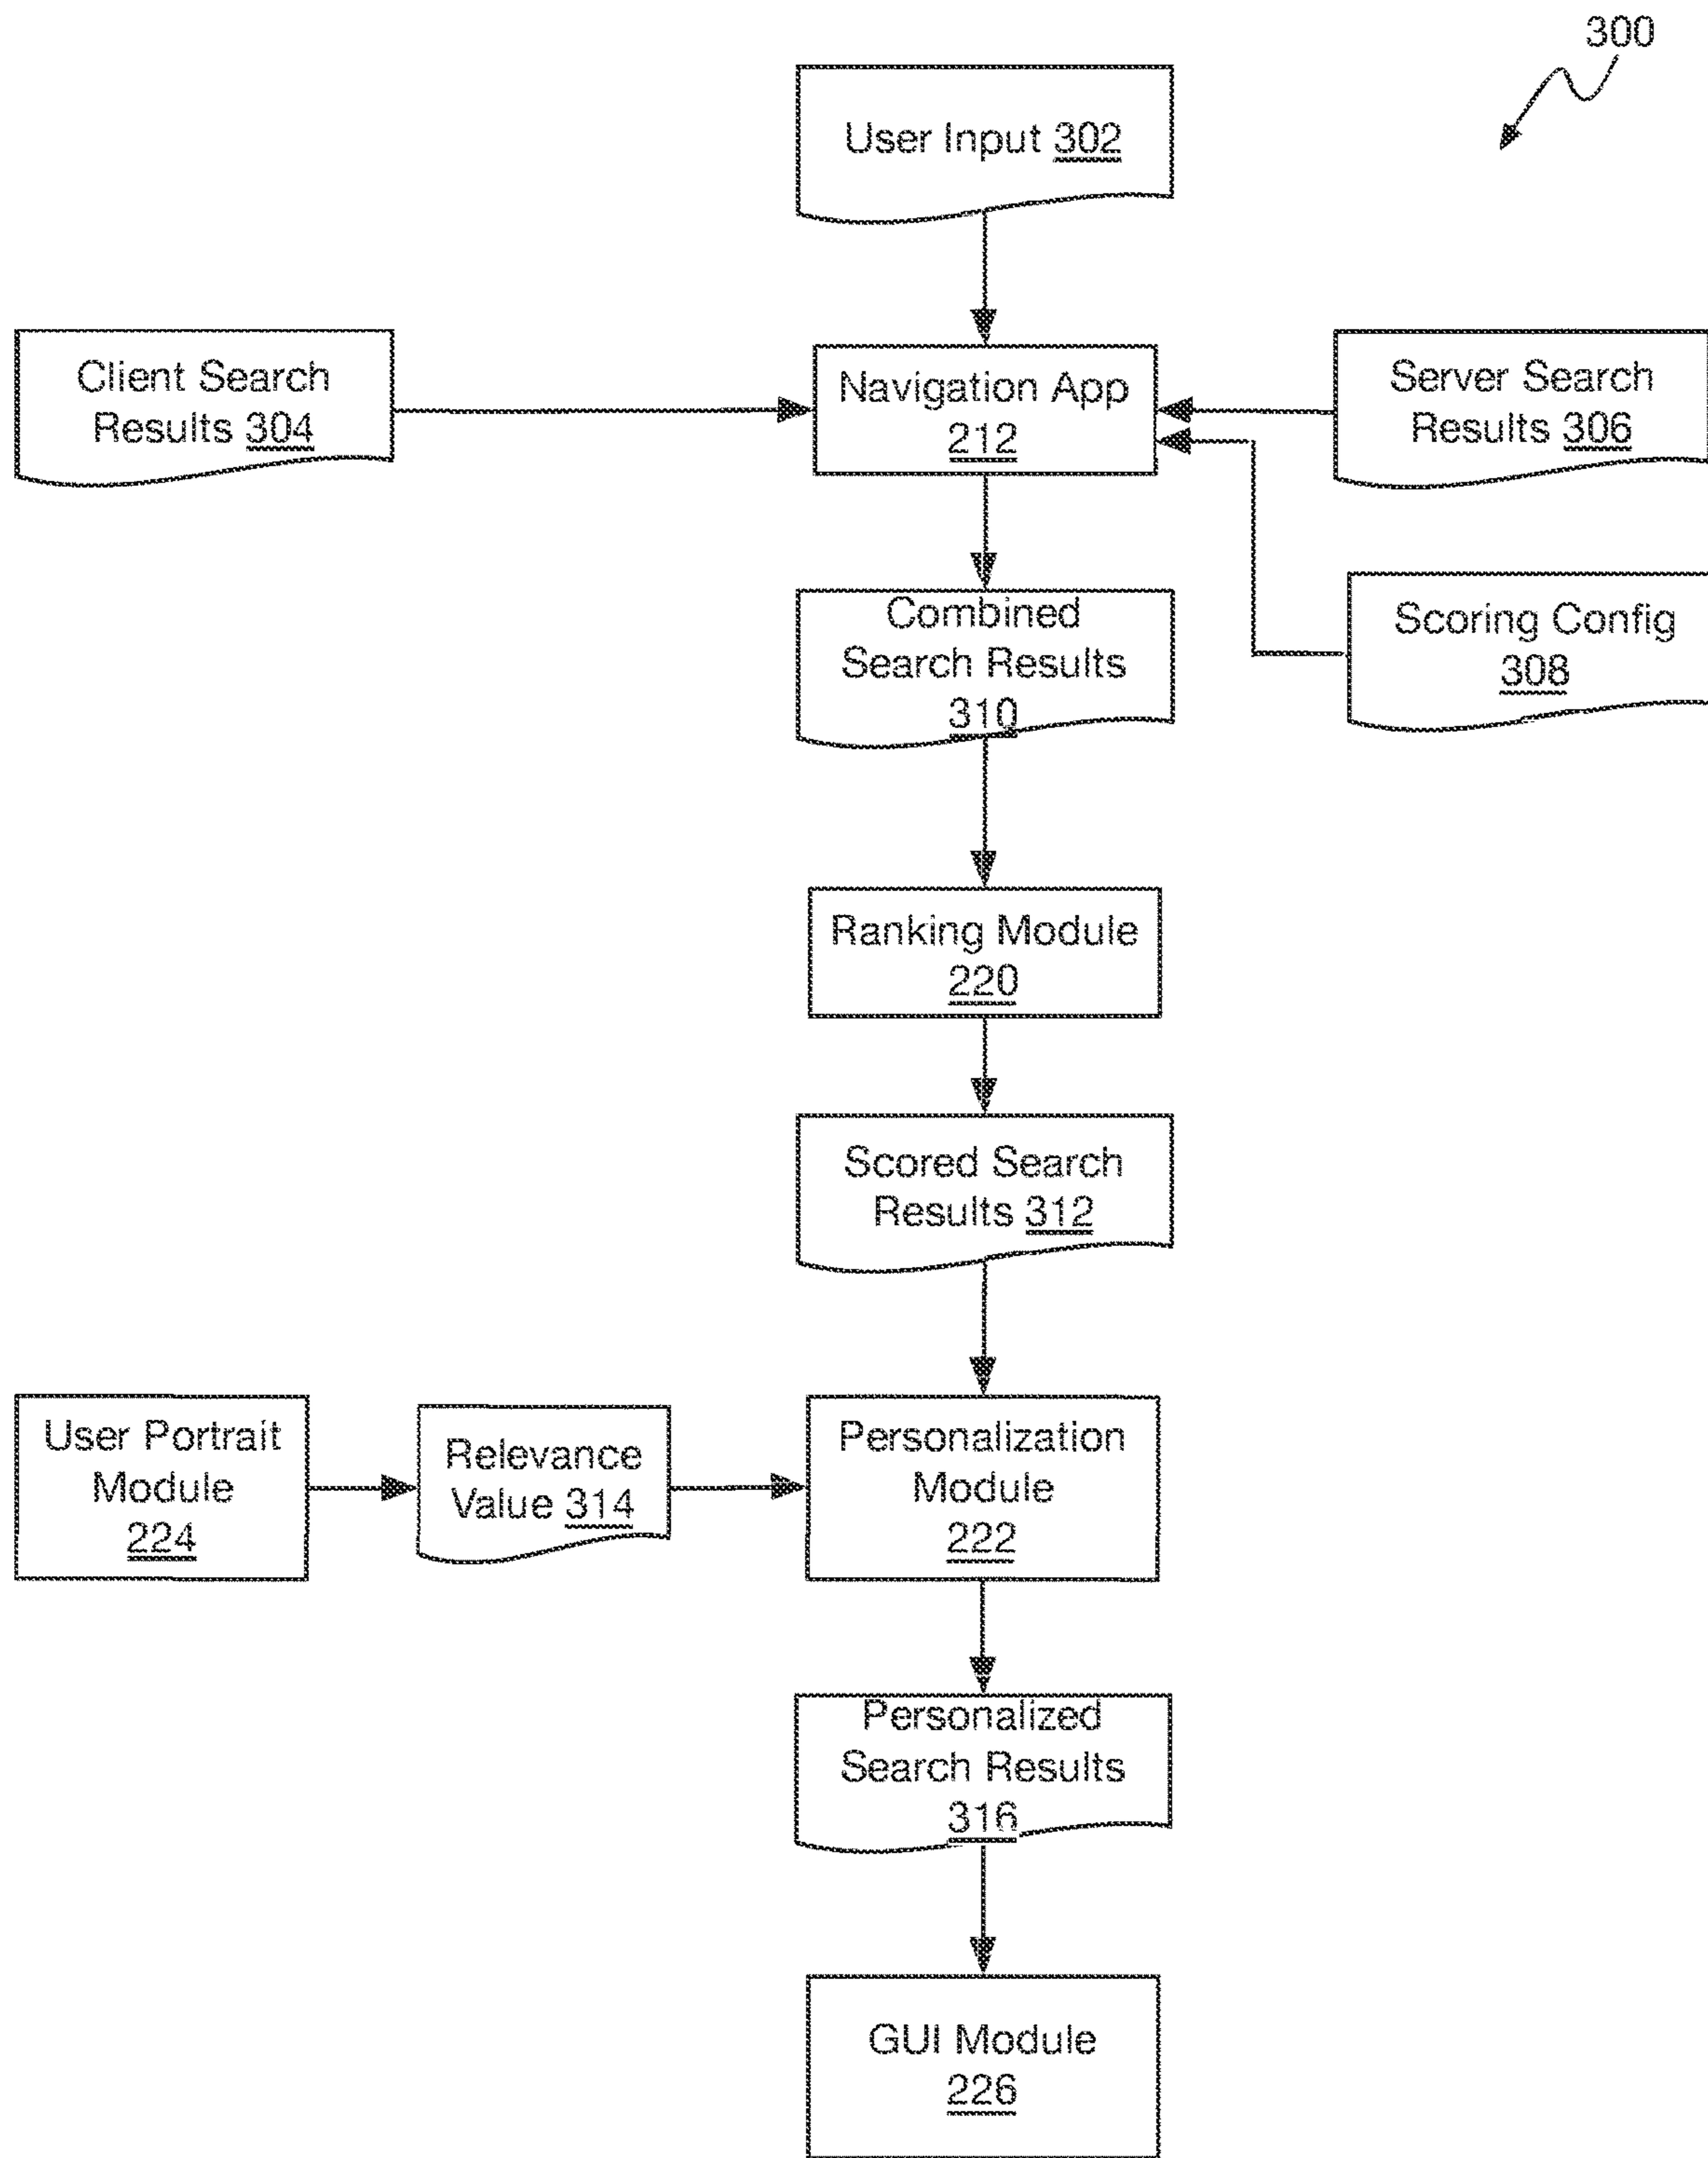 300
User Input 302
Client Search
Results 304
Navigation App
212
Server Search
Results 306
Combined
Search Results
310
Scoring Config
308
Ranking Module
220
Scored Search
Results 312
User Portrait
Module
224
Relevance
Value 314
Personalization
Module
222
Personalized
Search Results
316
GUI Module
226